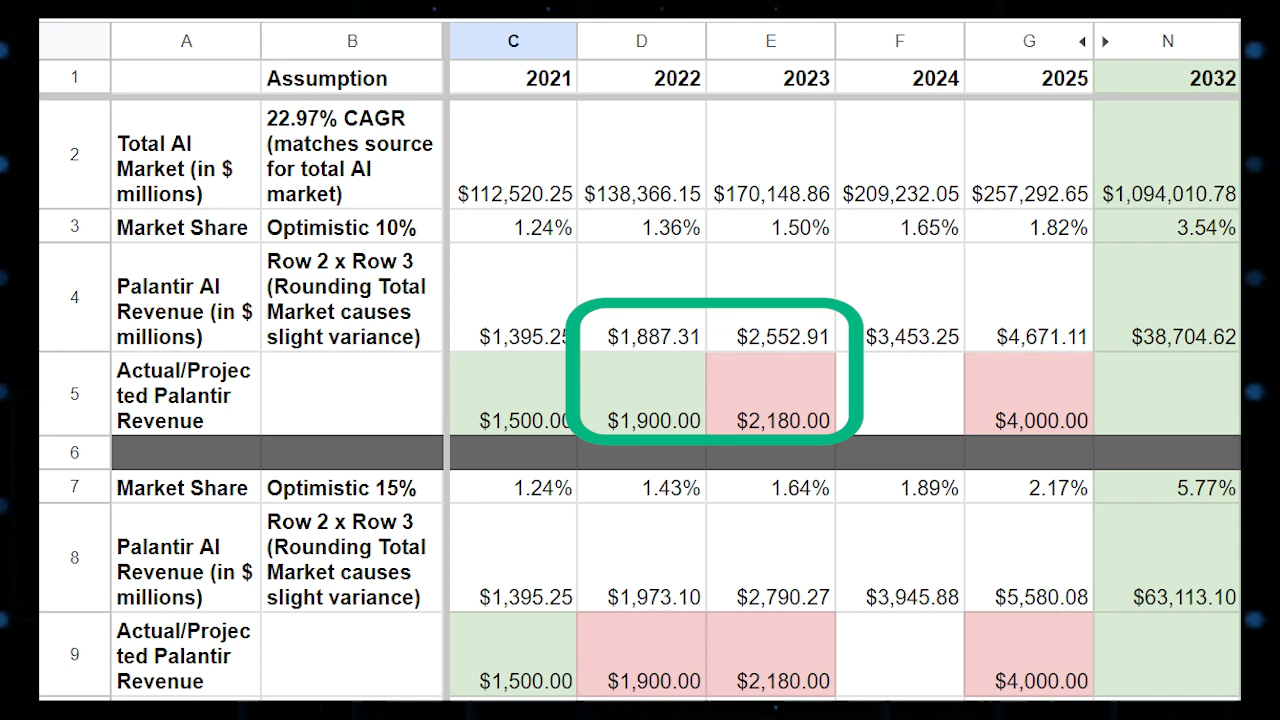 A B C D E F G N
1 Assumption 2021 2022 2023 2024 2025 2032
22.97% CAGR
Total AI (matches source
2 Market (in $ for total AI
millions) market) $112,520.25 $138,366.15 $170,148.86 $209,232.05 $257,292.65 $1,094,010.78
3 Market Share Optimistic 10% 1.24% 1.36% 1.50% 1.65% 1.82% 3.54%
Row 2 x Row 3
Palantir AI (Rounding Total
4 Revenue (in $ Market causes
millions) slight variance) $1,395.25 $1,887.31 $2,552.91 $3,453.25 $4,671.11 $38,704.62
Actual/Projec
5 ted Palantir
Revenue $1,500.00 $1,900.00 $2,180.00 $4,000.00
6
7 Market Share Optimistic 15% 1.24% 1.43% 1.64% 1.89% 2.17% 5.77%
Row 2 x Row 3
Palantir AI (Rounding Total
8 Revenue (in $ Market causes
millions) slight variance) $1,395.25 $1,973.10 $2,790.27 $3,945.88 $5,580.08 $63,113.10
Actual/Projec
9 ted Palantir
Revenue $1,500.00 $1,900.00 $2,180.00 $4,000.00